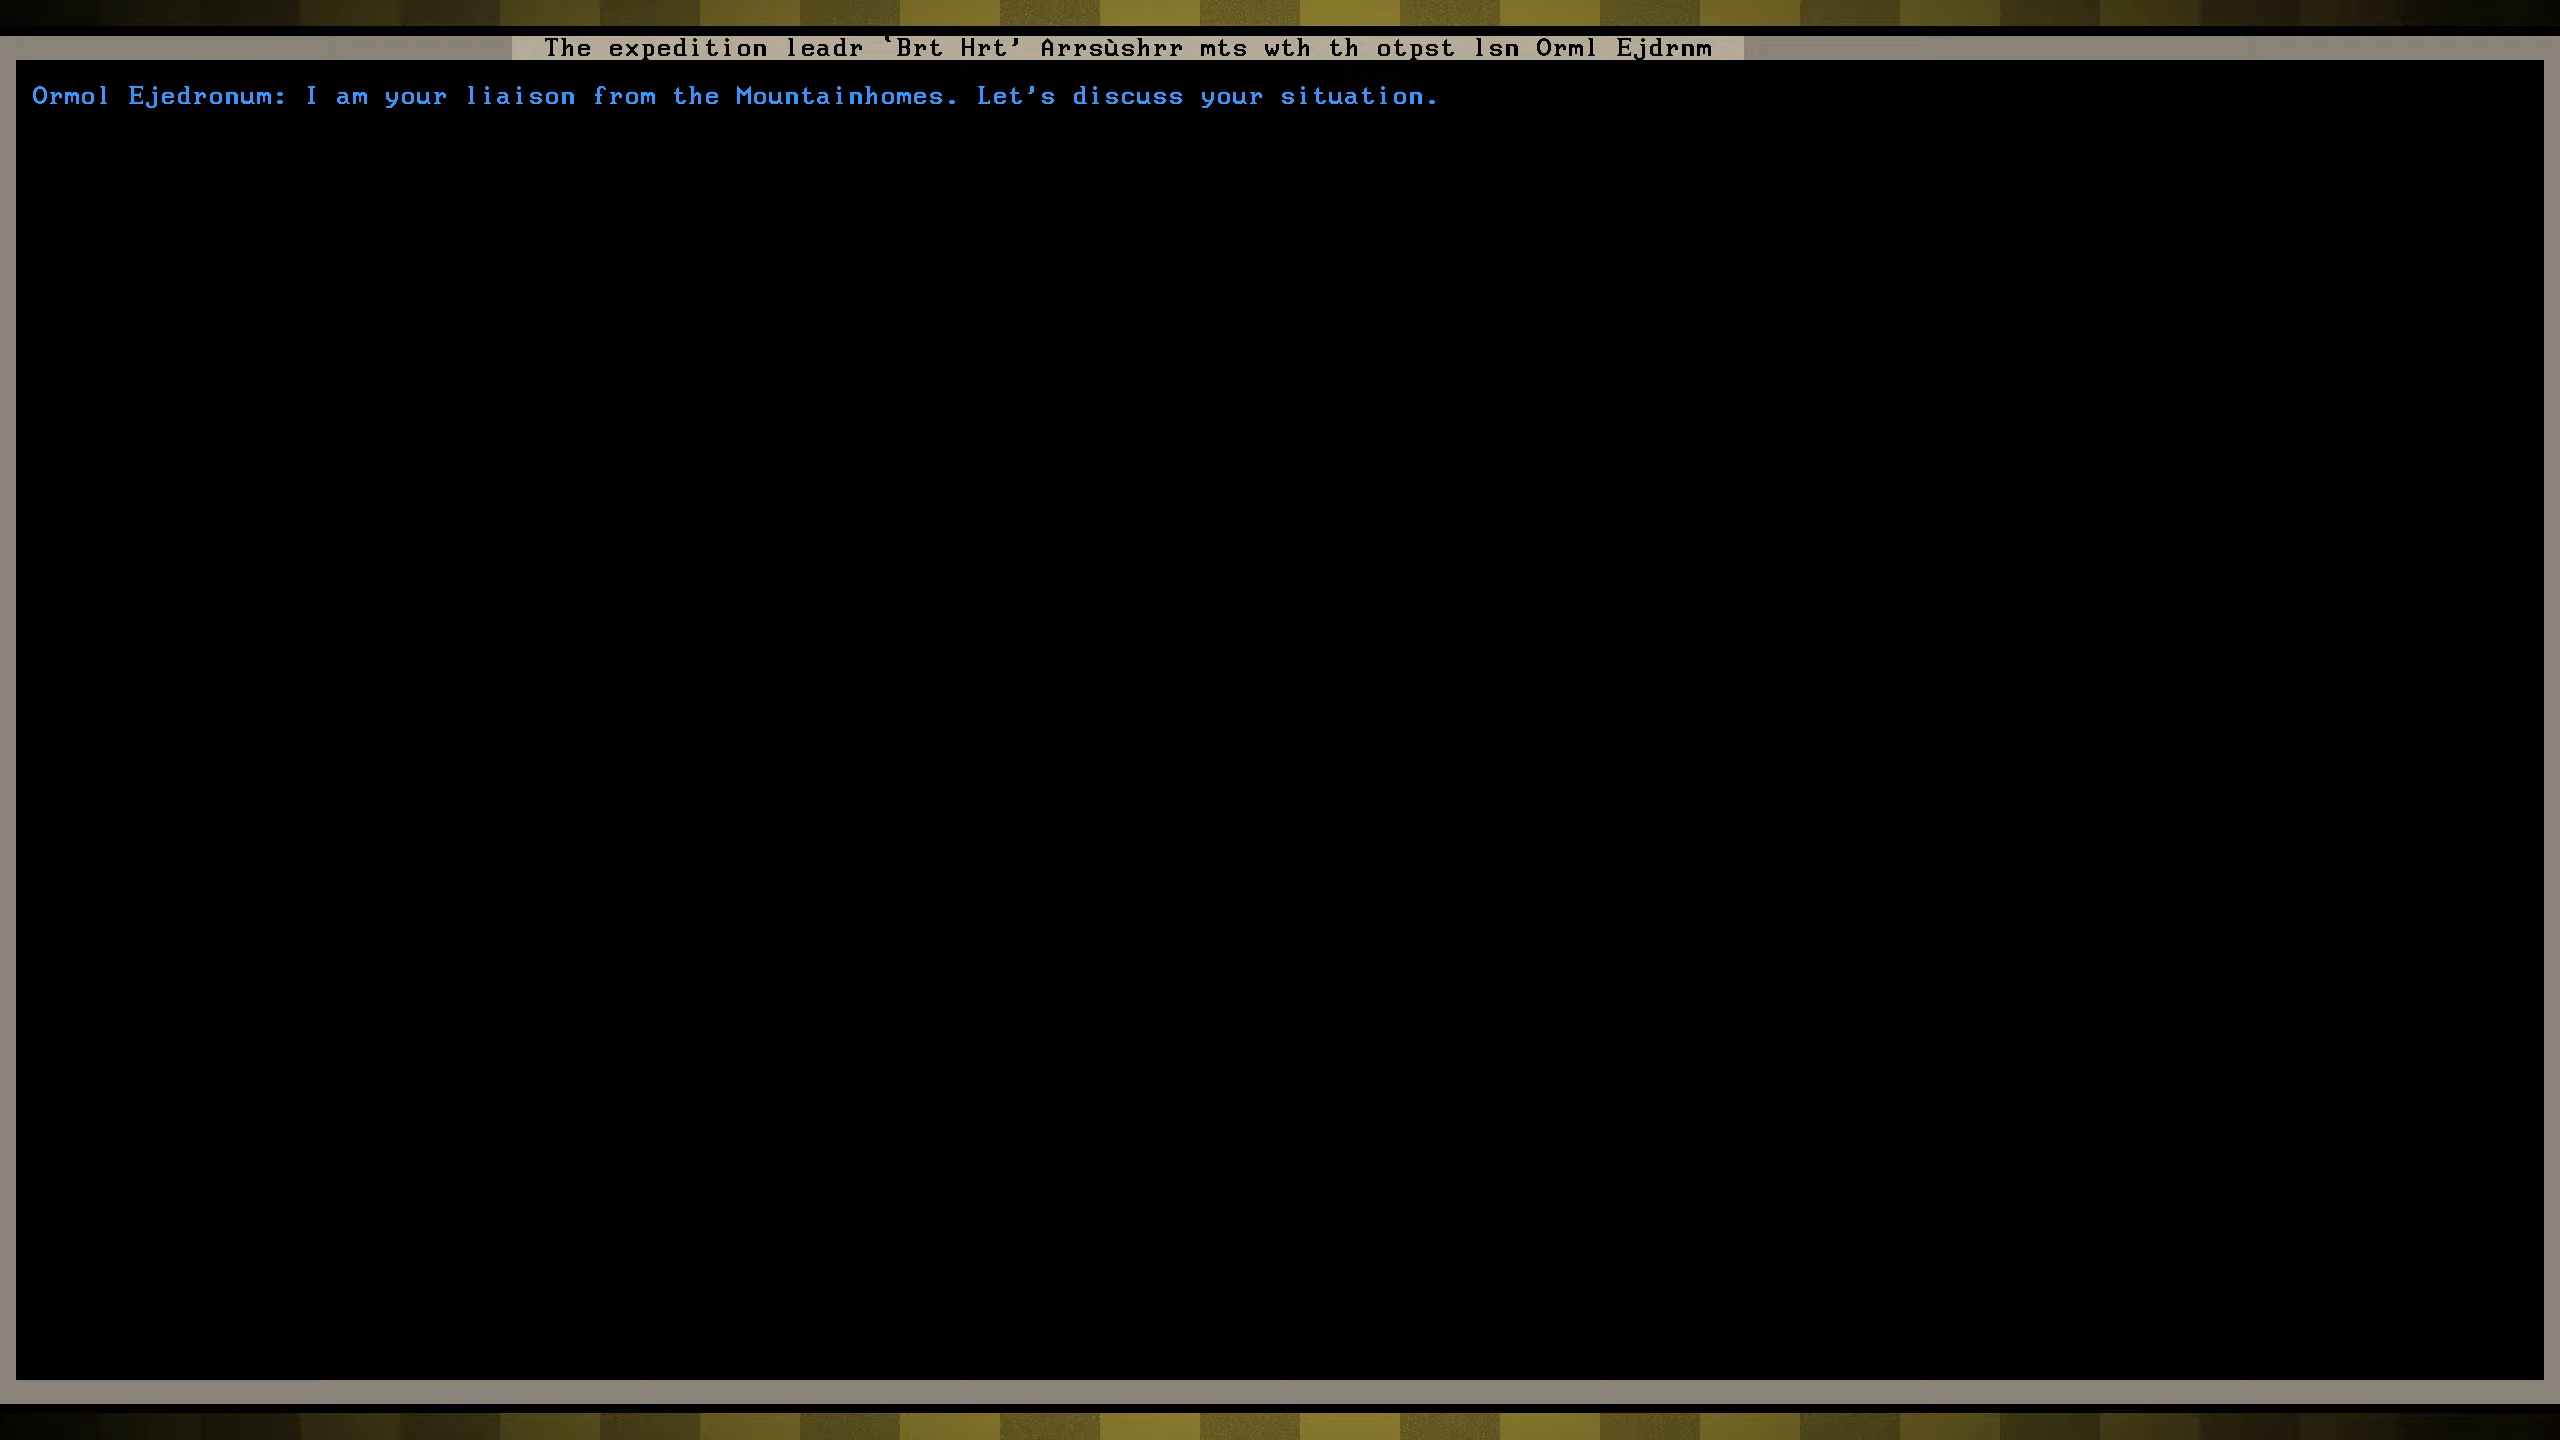 The expedition leadr `Brt Hrt' Arrsùshrr mts wth th otpst lsn Orml Ejdrnm
Ormol Ejedronum: I am your liaison from the Mountainhomes. Let's discuss your situation.